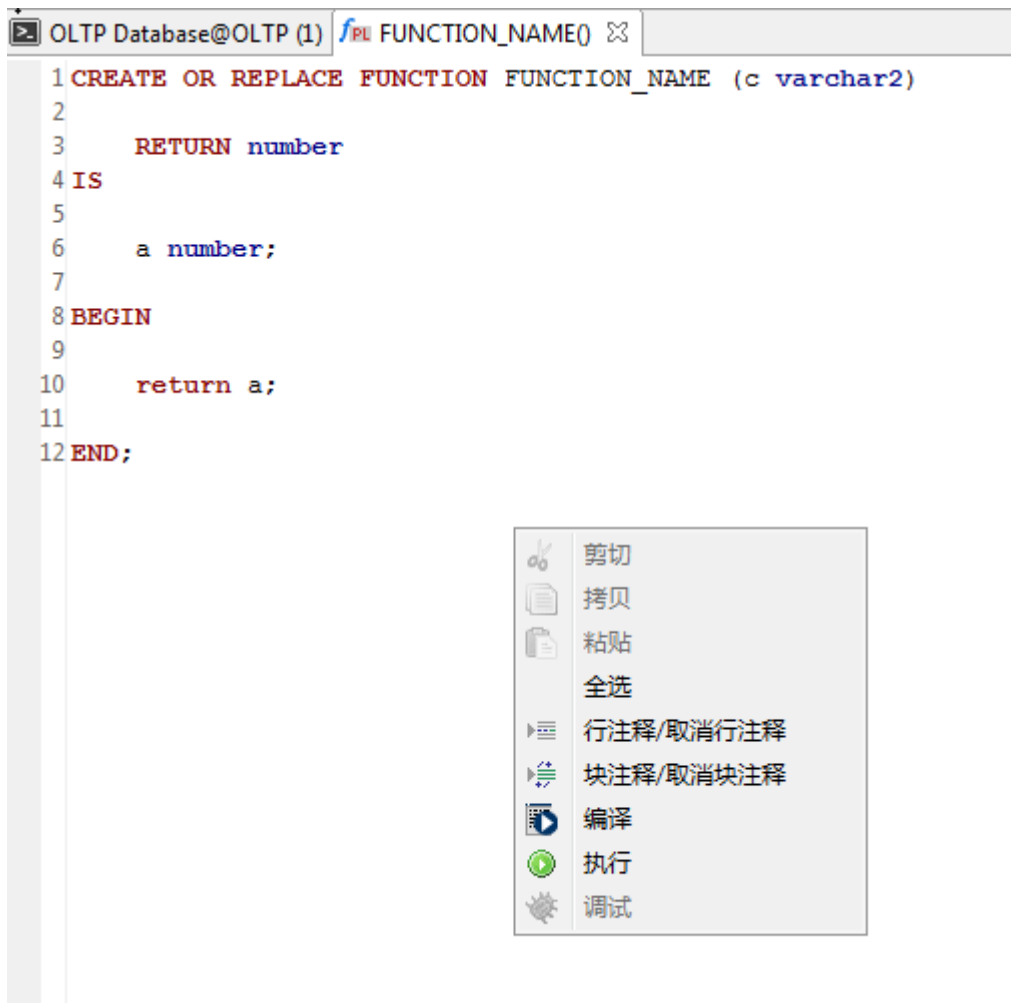 OLTP Database@OLTP (1) fPL FUNCTION_NAME()
1 CREATE OR REPLACE FUNCTION FUNCTION_NAME (c varchar2)
2
3 RETURN number
4 IS
5
6 a number;
7
8 BEGIN
9
10 return a;
11
12 END;
剪切
拷贝
粘贴
全选
行注释/取消行注释
块注释/取消块注释
编译
执行
调试